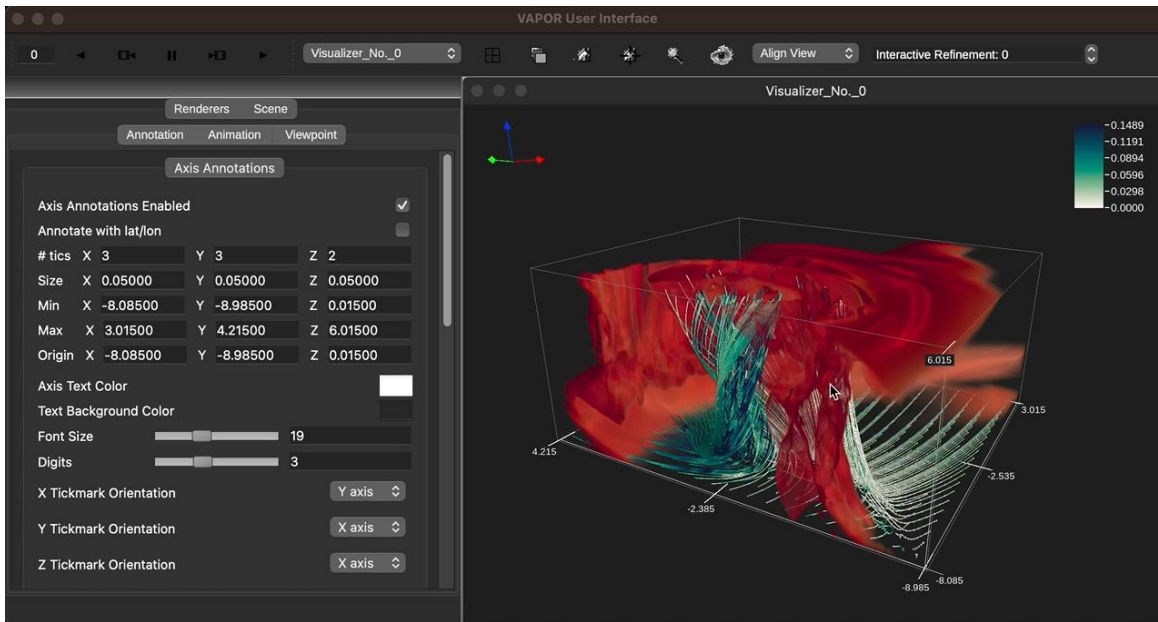 VAPOR User Interface
0 Visualizer_No._0 Align View Interactive Refinement: 0
Renderers Scene
Annotation Animation Viewpoint
Axis Annotations
Axis Annotations Enabled
Annotate with lat/lon
# tics X 3 Y 3 Z 2
Size X 0.05000 Y 0.05000 Z 0.05000
Min X -8.08500 Y -8.98500 Z 0.01500
Max X 3.01500 Y 4.21500 Z 6.01500
Origin X -8.08500 Y -8.98500 Z 0.01500
Axis Text Color
Text Background Color
Font Size 19
Digits 3
X Tickmark Orientation Y axis
Y Tickmark Orientation X axis
Z Tickmark Orientation X axis
Visualizer_No._0
0.1489
0.1191
0.0894
0.0596
0.0298
0.0000
6.015
3.015
4.215
-2.535
-2.385
-8.085
-8.985